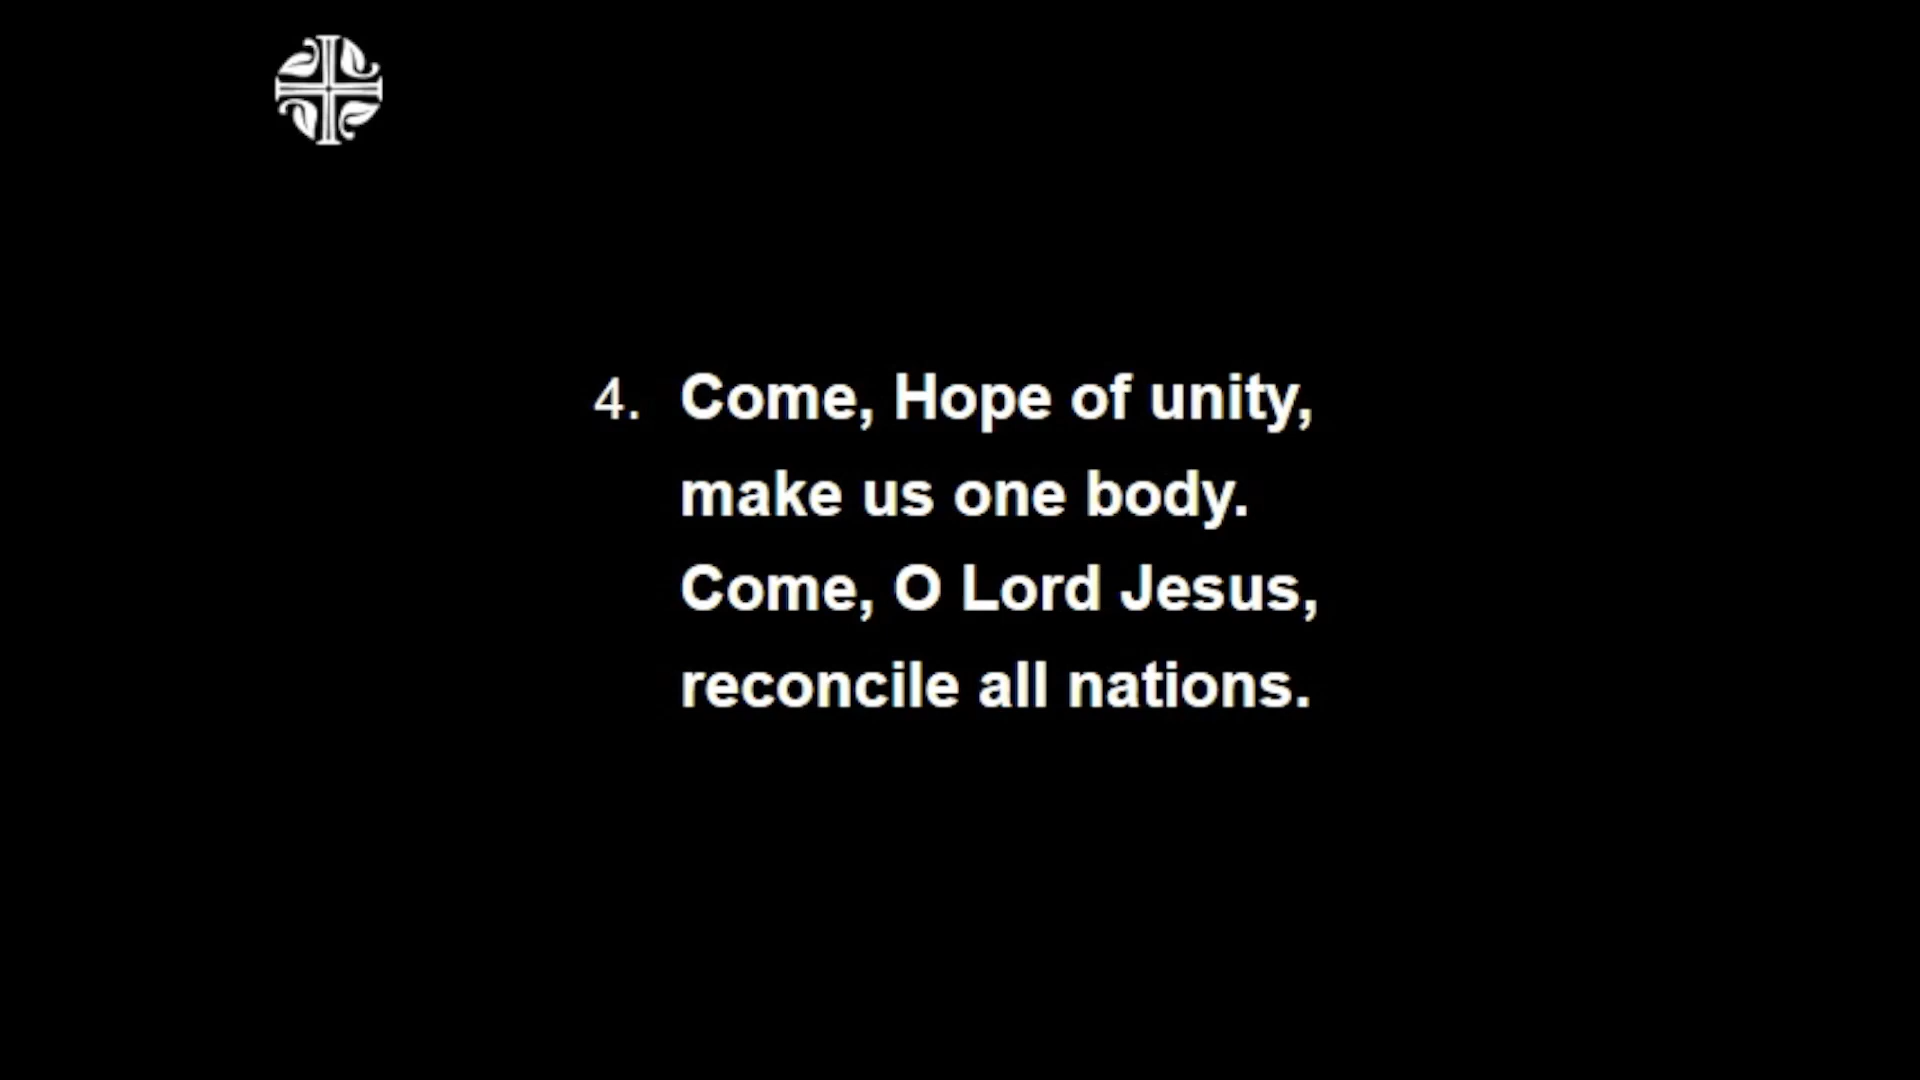 4. Come, Hope of unity,
make us one body.
Come, O Lord Jesus,
reconcile all nations.